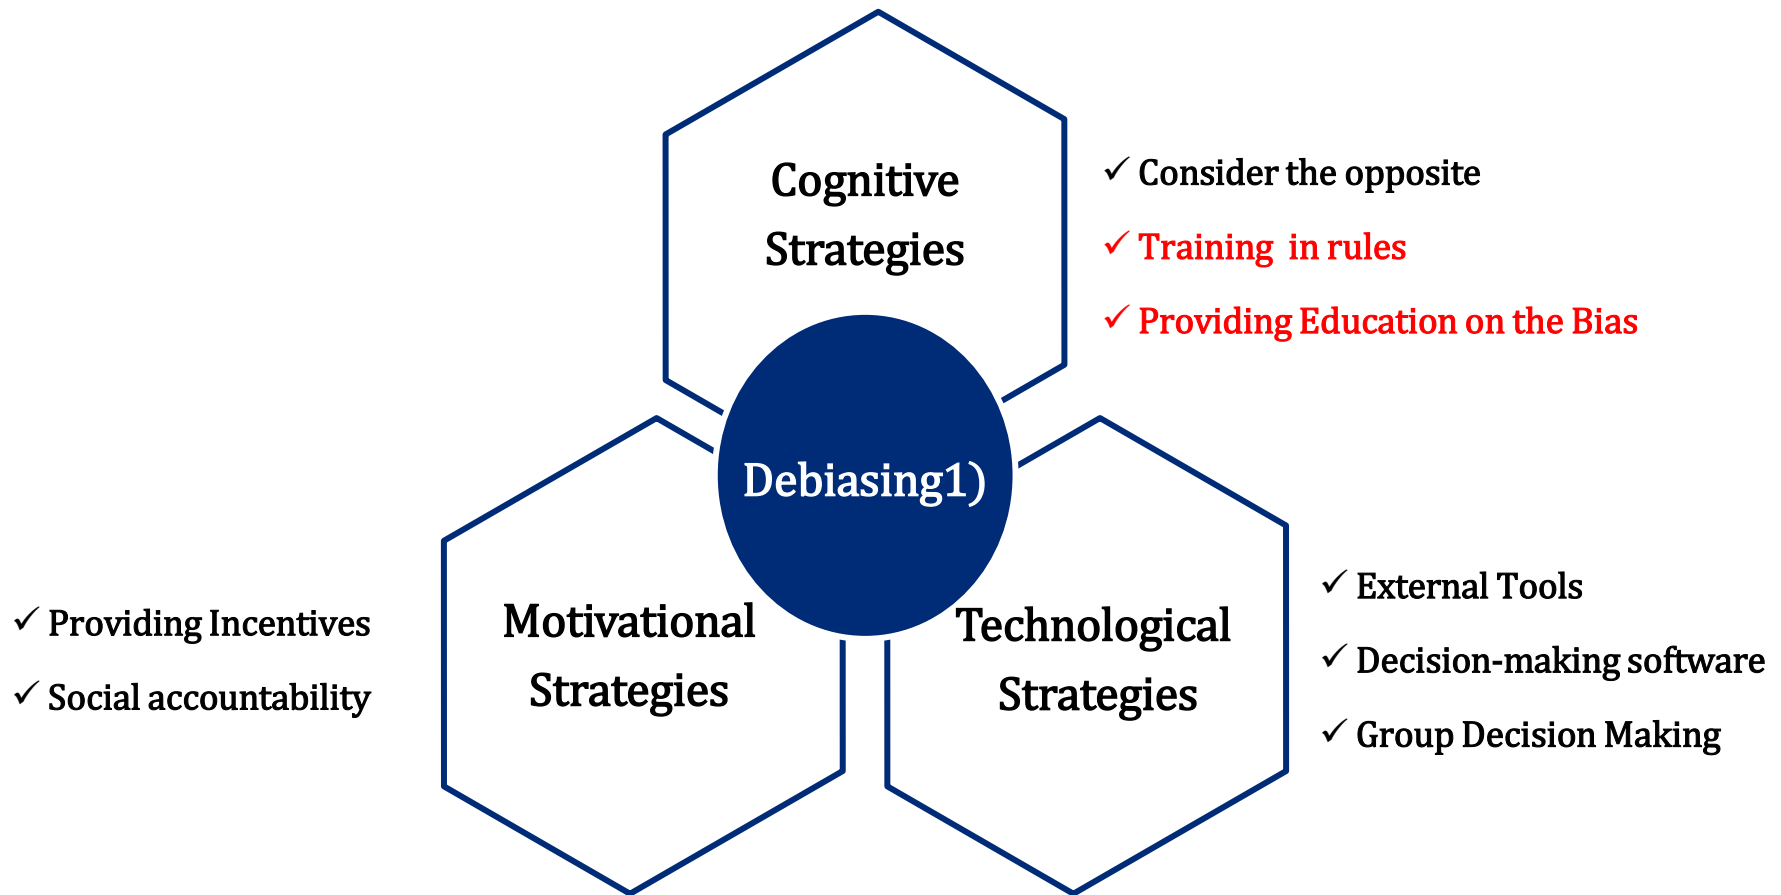 Cognitive
Strategies
✓ Consider the opposite
✓ Training  in rules
✓ Providing Education on the Bias
Debiasing1)
Motivational
Strategies
✓ Providing Incentives
✓ Social accountability
Technological
Strategies
✓ External Tools
✓ Decision-making software
✓ Group Decision Making